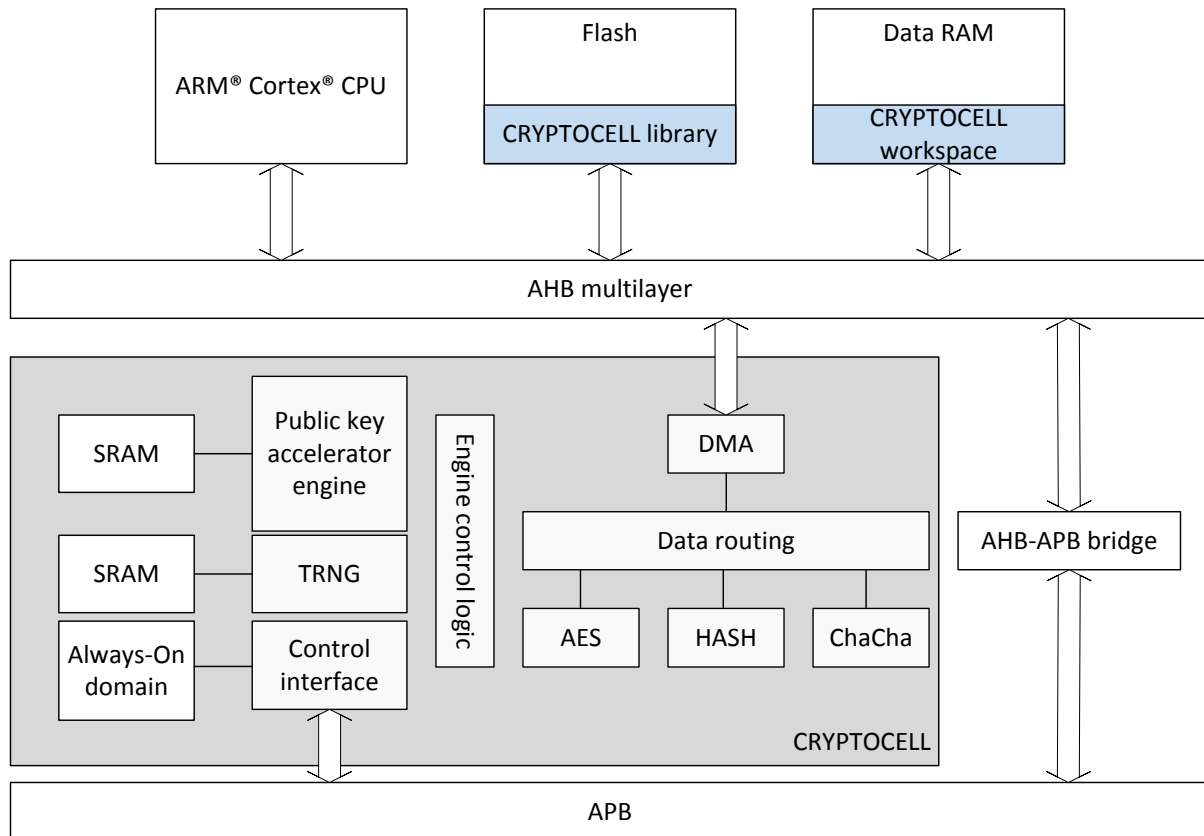 ARM® Cortex® CPU
Flash
CRYPTOCELL library
Data RAM
CRYPTOCELL
workspace
AHB multilayer
SRAM
Public key
accelerator
engine
SRAM
TRNG
Always-On
domain
Control
interface
Engine control logic
DMA
Data routing
AES
HASH
ChaCha
CRYPTOCELL
AHB-APB bridge
APB